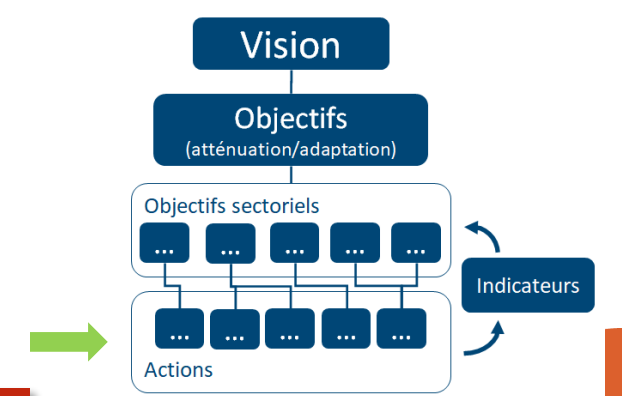 Vision
Objectifs
(atténuation/adaptation)
Objectifs sectoriels
... ... ... ... ...
Indicateurs
... ... ... ... ...
Actions